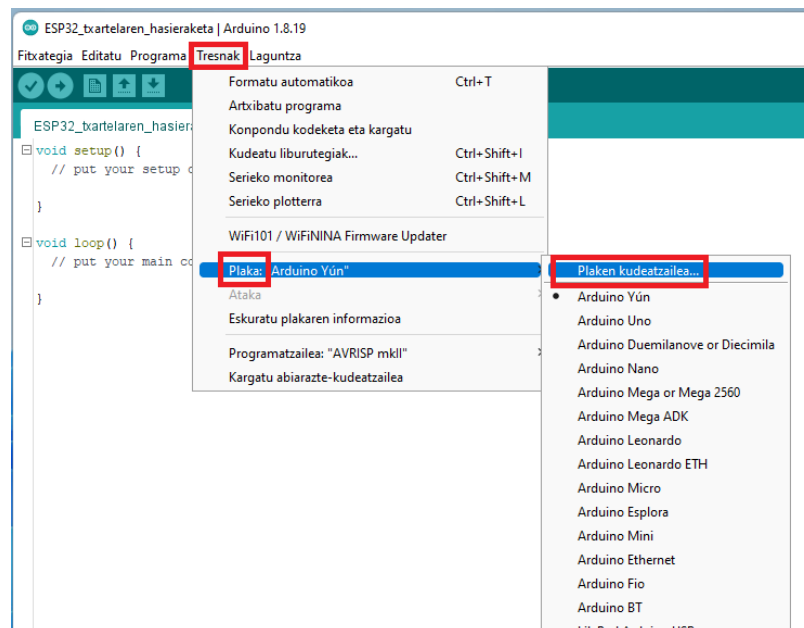 ESP32_txartelaren_hasieraketa | Arduino 1.8.19
Fitxategia Editatu Programa Tresnak Laguntza
ESP32_txartelaren_hasiera
void setup() {
// put your setup c
}
void loop() {
// put your main co
}
Formatu automatikoa Ctrl+T
Artxibatu programa
Konpondu kodeketa eta kargatu
Kudeatu liburutegiak... Ctrl+Shift+I
Serieko monitorea Ctrl+Shift+M
Serieko plotterra Ctrl+Shift+L
WiFi101 / WiFiNINA Firmware Updater
Plaka: "Arduino Yún"
Ataka
Eskuratu plakaren informazioa
Programatzailea: "AVRISP mkII"
Kargatu abiarazte-kudeatzailea
Plaken kudeatzailea...
Arduino Yún
Arduino Uno
Arduino Duemilanove or Diecimila
Arduino Nano
Arduino Mega or Mega 2560
Arduino Mega ADK
Arduino Leonardo
Arduino Leonardo ETH
Arduino Micro
Arduino Esplora
Arduino Mini
Arduino Ethernet
Arduino Fio
Arduino BT